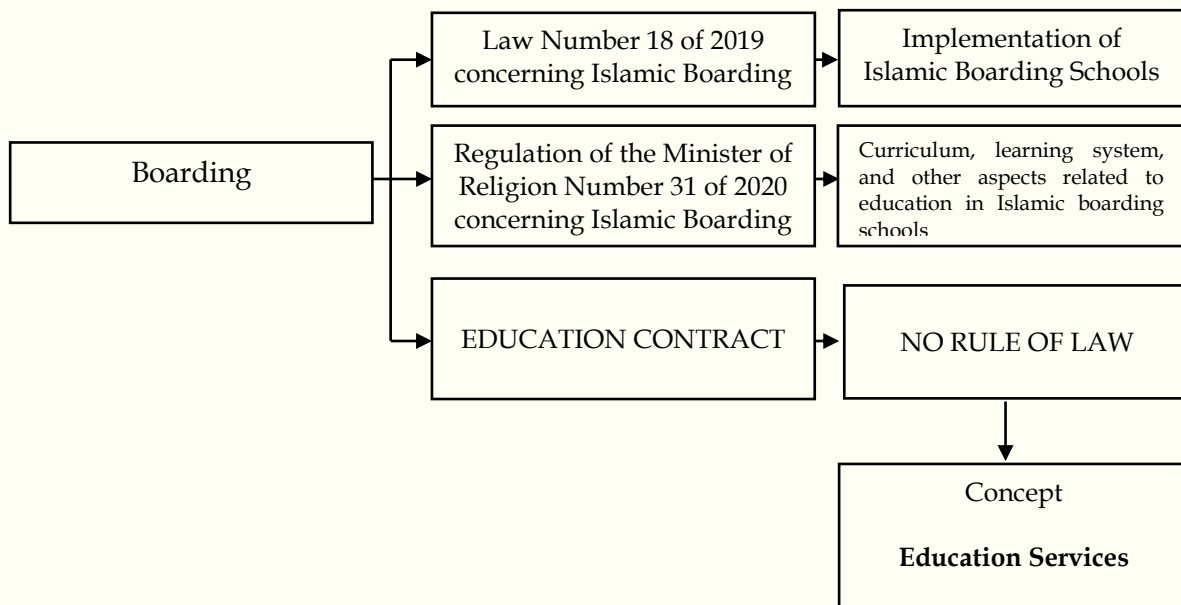 Law Number 18 of 2019
concerning Islamic Boarding
Implementation of
Islamic Boarding Schools
Boarding
Regulation of the Minister of
Religion Number 31 of 2020
concerning Islamic Boarding
Curriculum, learning system,
and other aspects related to
education in Islamic boarding
schools
EDUCATION CONTRACT
NO RULE OF LAW
Concept
Education Services